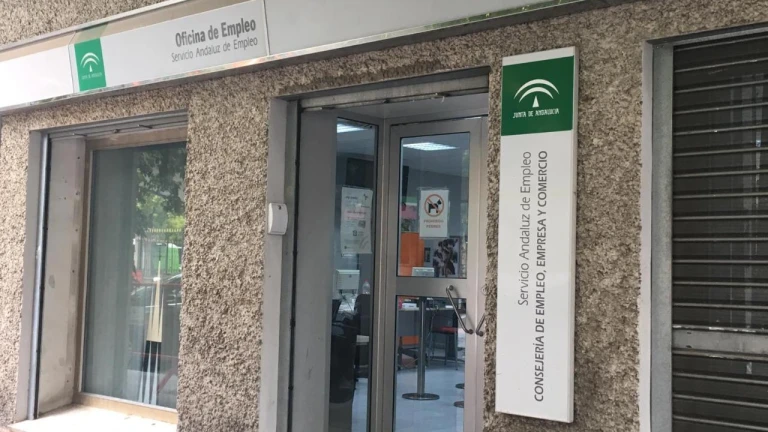 Oficina de Empleo
Servicio Andaluz de Empleo
JUNTA DE ANDALUCIA
Servicio Andaluz de Empleo
CONSEJERÍA DE EMPLEO, EMPRESA Y COMERCIO